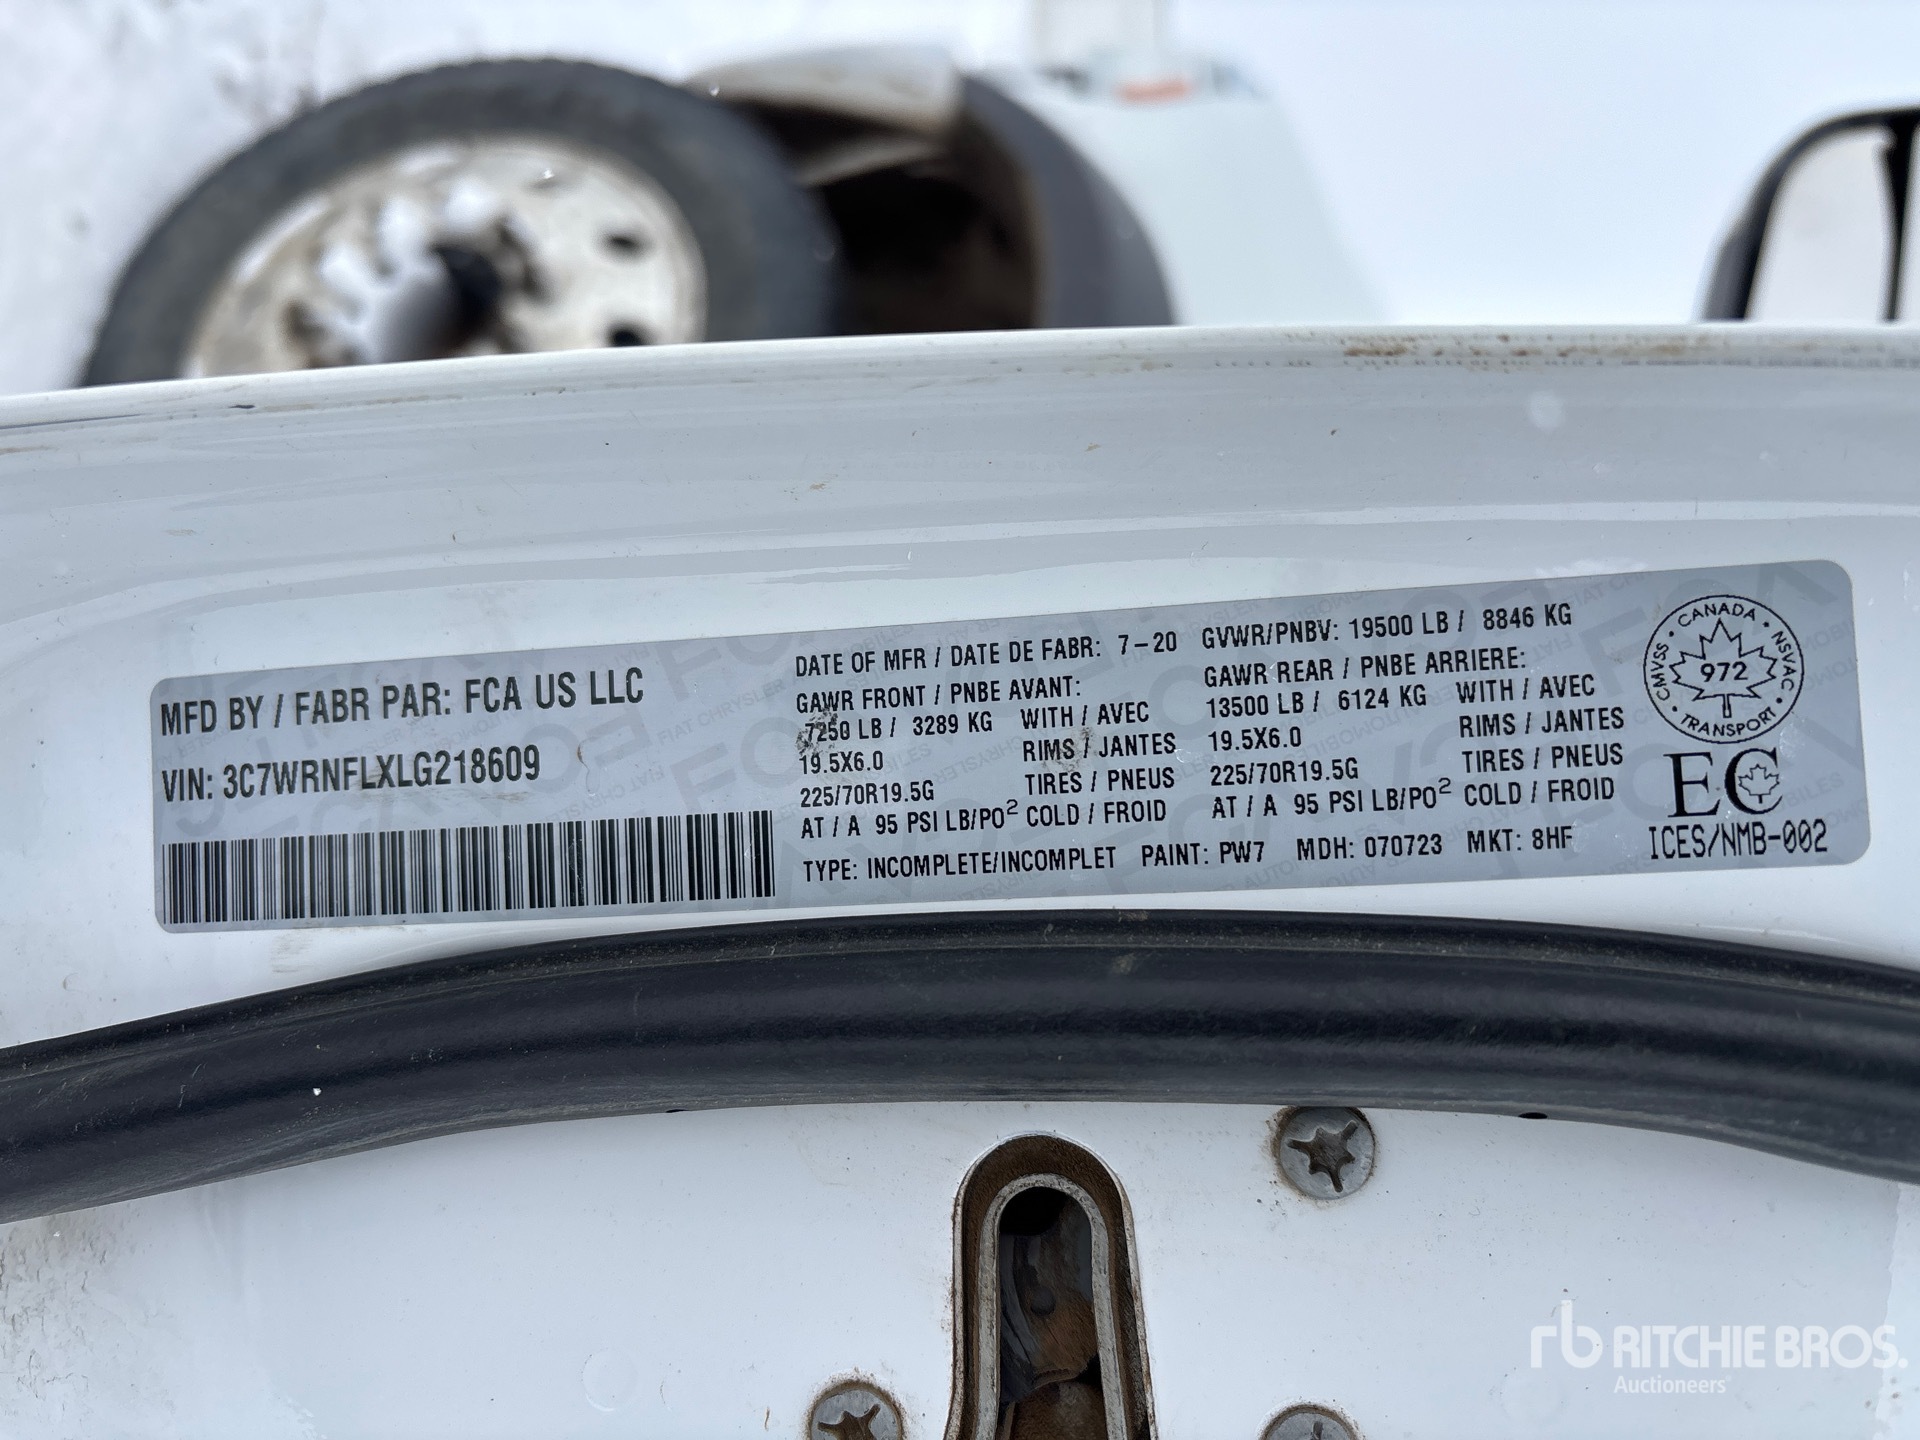 MFD BY / FABR PAR: FCA US LLC
VIN: 3C7WRNFLXLG218609
DATE OF MFR / DATE DE FABR: 7-20
GAWR FRONT / PNBE AVANT:
7250 LB / 3289 KG WITH / AVEC
19.5X6.0 RIMS / JANTES
225/70R19.5G TIRES / PNEUS
AT / A 95 PSI LB/PO² COLD / FROID
GVWR/PNBV: 19500 LB / 8846 KG
GAWR REAR / PNBE ARRIERE:
13500 LB / 6124 KG WITH / AVEC
19.5X6.0 RIMS / JANTES
225/70R19.5G TIRES / PNEUS
AT / A 95 PSI LB/PO² COLD / FROID
TYPE: INCOMPLETE/INCOMPLET PAINT: PW7 MDH: 070723 MKT: 8HF
CANADA · NSVAC · TRANSPORT · CMVSS ·
972
EC
ICES/NMB-002
rb RITCHIE BROS.
Auctioneers